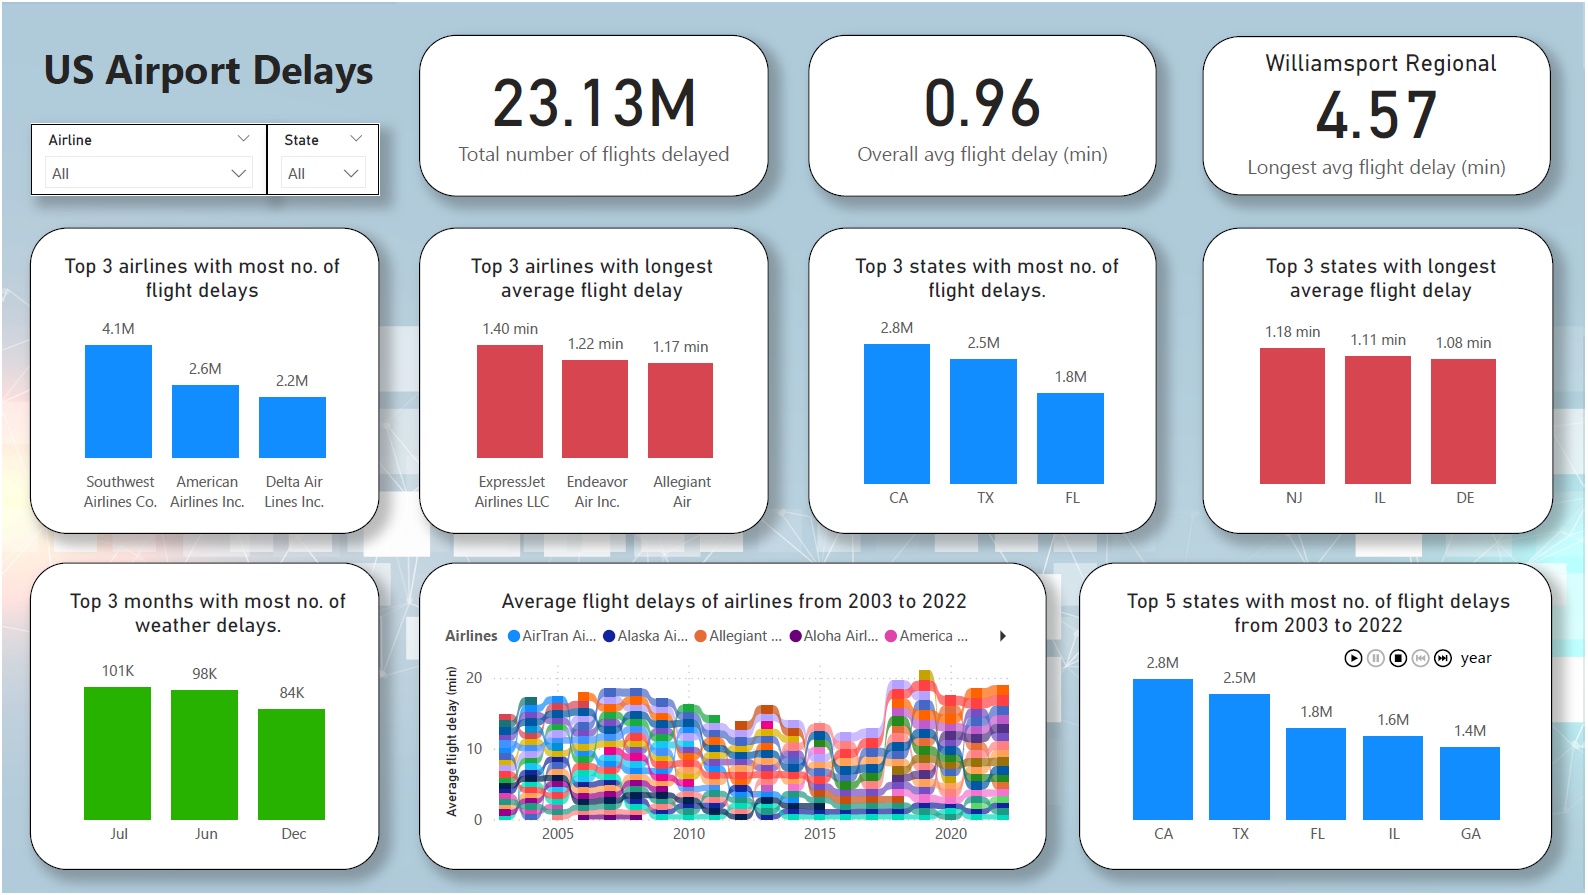 US Airport Delays
Airline
All
State
All
23.13M
Total number of flights delayed
0.96
Overall avg flight delay (min)
Williamsport Regional
4.57
Longest avg flight delay (min)
Top 3 airlines with most no. of
flight delays
4.1M
2.6M
2.2M
Southwest
Airlines Co.
American
Airlines Inc.
Delta Air
Lines Inc.
Top 3 airlines with longest
average flight delay
1.40 min
1.22 min
1.17 min
ExpressJet
Airlines LLC
Endeavor
Air Inc.
Allegiant
Air
Top 3 states with most no. of
flight delays.
2.8M
2.5M
1.8M
CA
TX
FL
Top 3 states with longest
average flight delay
1.18 min
1.11 min
1.08 min
NJ
IL
DE
Top 3 months with most no. of
weather delays.
101K
98K
84K
Jul
Jun
Dec
Average flight delays of airlines from 2003 to 2022
Airlines
AirTran Ai...
Alaska Ai...
Allegiant ...
Aloha Airl...
America ...
Average flight delay (min)
20
10
0
2005
2010
2015
2020
Top 5 states with most no. of flight delays
from 2003 to 2022
year
2.8M
2.5M
1.8M
1.6M
1.4M
CA
TX
FL
IL
GA